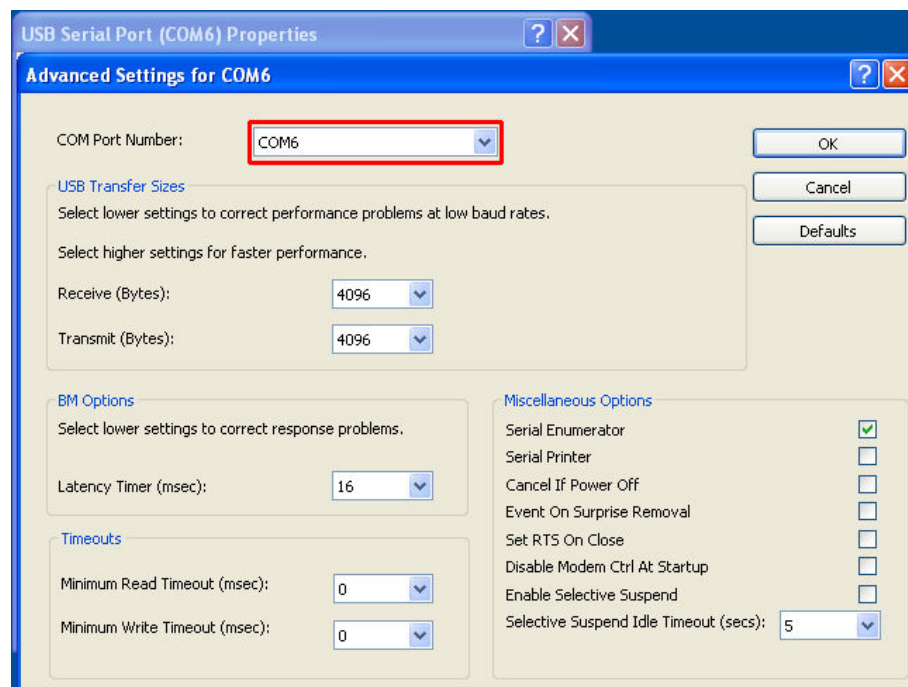 USB Serial Port (COM6) Properties
Advanced Settings for COM6
COM Port Number: COM6
OK
Cancel
Defaults
USB Transfer Sizes
Select lower settings to correct performance problems at low baud rates.
Select higher settings for faster performance.
Receive (Bytes): 4096
Transmit (Bytes): 4096
BM Options
Select lower settings to correct response problems.
Latency Timer (msec): 16
Timeouts
Minimum Read Timeout (msec): 0
Minimum Write Timeout (msec): 0
Miscellaneous Options
Serial Enumerator
Serial Printer
Cancel If Power Off
Event On Surprise Removal
Set RTS On Close
Disable Modem Ctrl At Startup
Enable Selective Suspend
Selective Suspend Idle Timeout (secs): 5